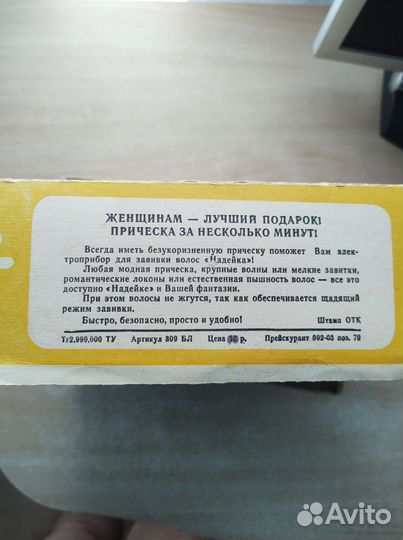 ЖЕНЩИНАМ — ЛУЧШИЙ ПОДАРОК!
ПРИЧЕСКА ЗА НЕСКОЛЬКО МИНУТ!
Всегда иметь безукоризненную прическу поможет Вам элек-
троприбор для завивки волос «Надейка»!
Любая модная прическа, крупные волны или мелкие завитки,
романтические локоны или естественная пышность волос — все это
доступно «Надейке» и Вашей фантазии.
При этом волосы не жгутся, так как обеспечивается щадящий
режим завивки.
Быстро, безопасно, просто и удобно! Штамп ОТК
Тг2,999,000 ТУ Артикул 809 БЛ Цена р. Прейскурант 092-03 поз. 70
Avito